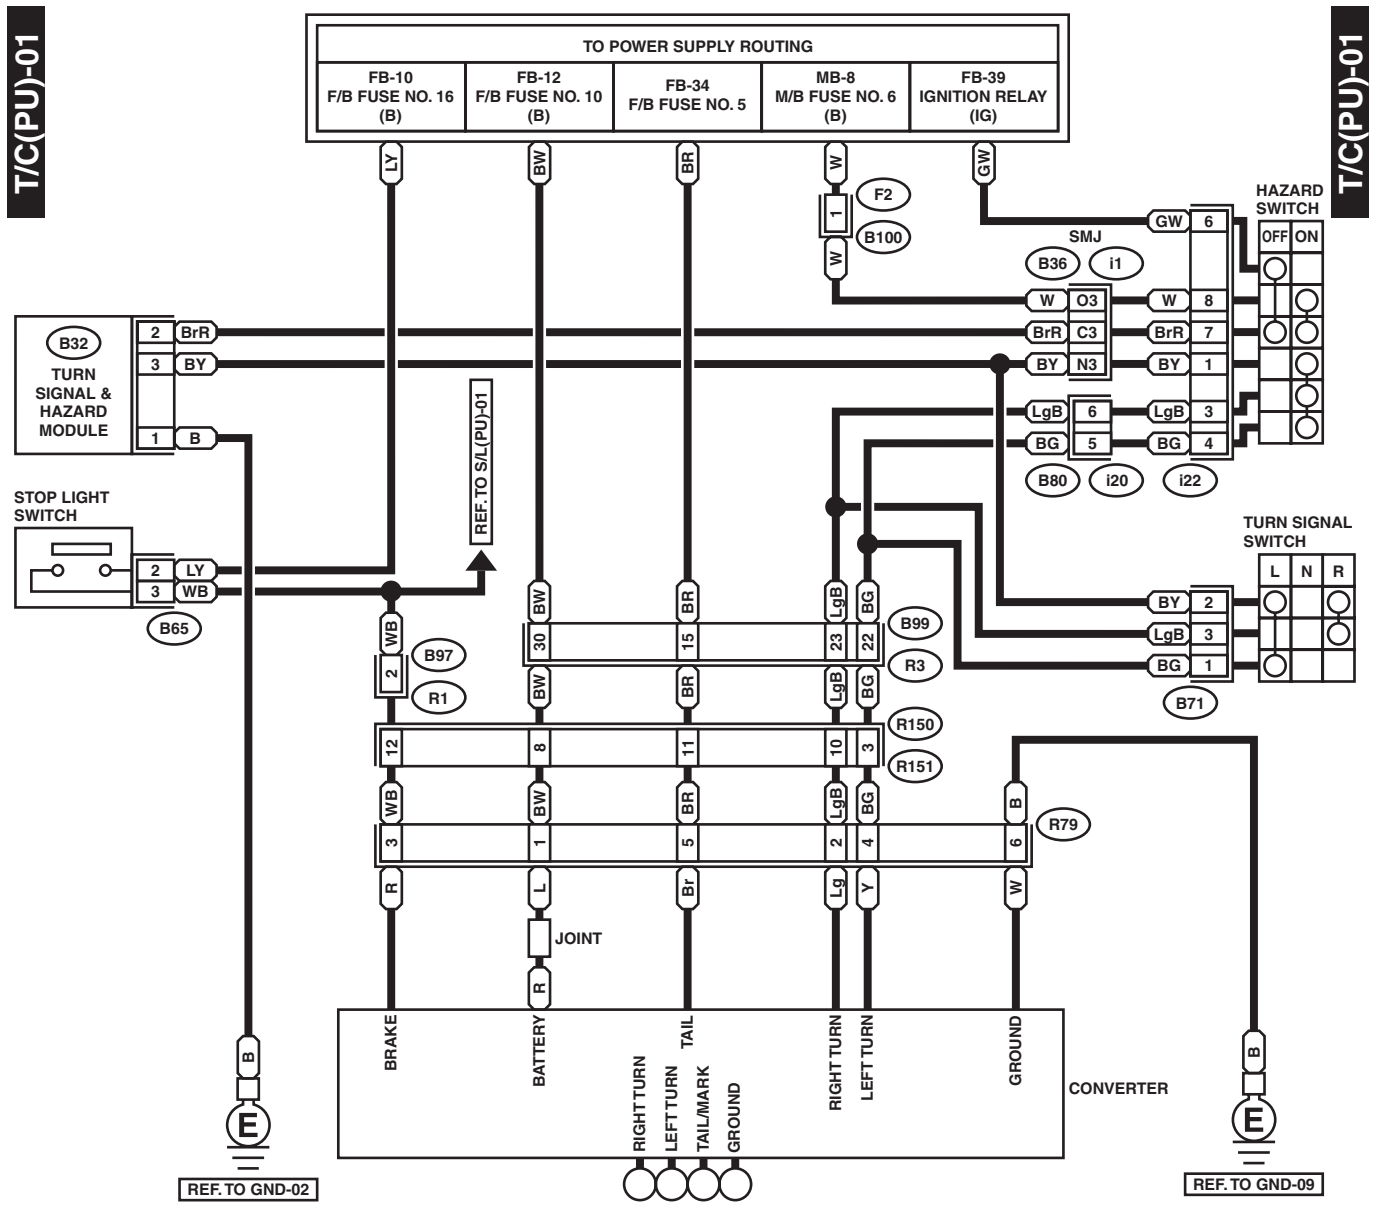 T/C(PU)-01
T/C(PU)-01
TO POWER SUPPLY ROUTING
FB-10
F/B FUSE NO. 16
(B)
FB-12
F/B FUSE NO. 10
(B)
FB-34
F/B FUSE NO. 5
MB-8
M/B FUSE NO. 6
(B)
FB-39
IGNITION RELAY
(IG)
LY
BW
BR
W
GW
1
F2
B100
W
HAZARD
SWITCH
OFF
ON
GW
6
SMJ
B36
i1
W
O3
W
8
BrR
C3
BrR
7
BY
N3
BY
1
LgB
6
LgB
3
BG
5
BG
4
B80
i20
i22
B32
TURN
SIGNAL &
HAZARD
MODULE
2
BrR
3
BY
1
B
REF. TO S/L(PU)-01
STOP LIGHT
SWITCH
2
LY
3
WB
B65
TURN SIGNAL
SWITCH
L
N
R
BY
2
LgB
3
BG
1
B71
WB
2
B97
R1
BW
BR
LgB
BG
30
15
23
22
B99
R3
BW
BR
LgB
BG
12
8
11
10
3
R150
R151
WB
BW
BR
LgB
BG
B
3
1
5
2
4
6
R79
R
L
Br
Lg
Y
W
JOINT
R
BRAKE
BATTERY
TAIL
RIGHT TURN
LEFT TURN
GROUND
CONVERTER
RIGHT TURN
LEFT TURN
TAIL/MARK
GROUND
B
E
REF. TO GND-02
B
E
REF. TO GND-09